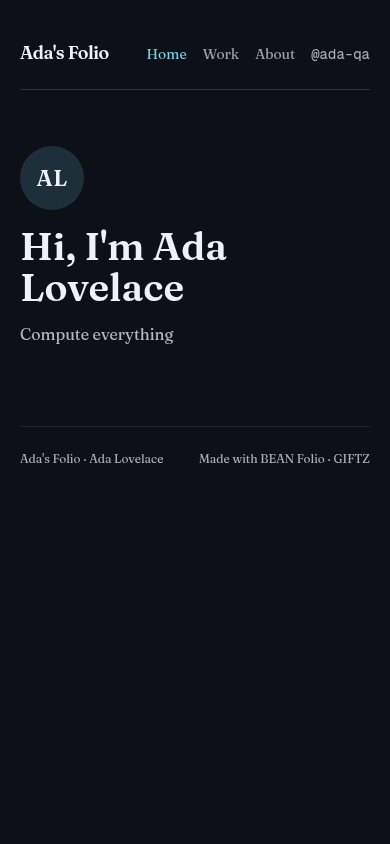 Ada's Folio Home Work About @ada-qa
AL
Hi, I'm Ada
Lovelace
Compute everything
Ada's Folio · Ada Lovelace Made with BEAN Folio · GIFTZ